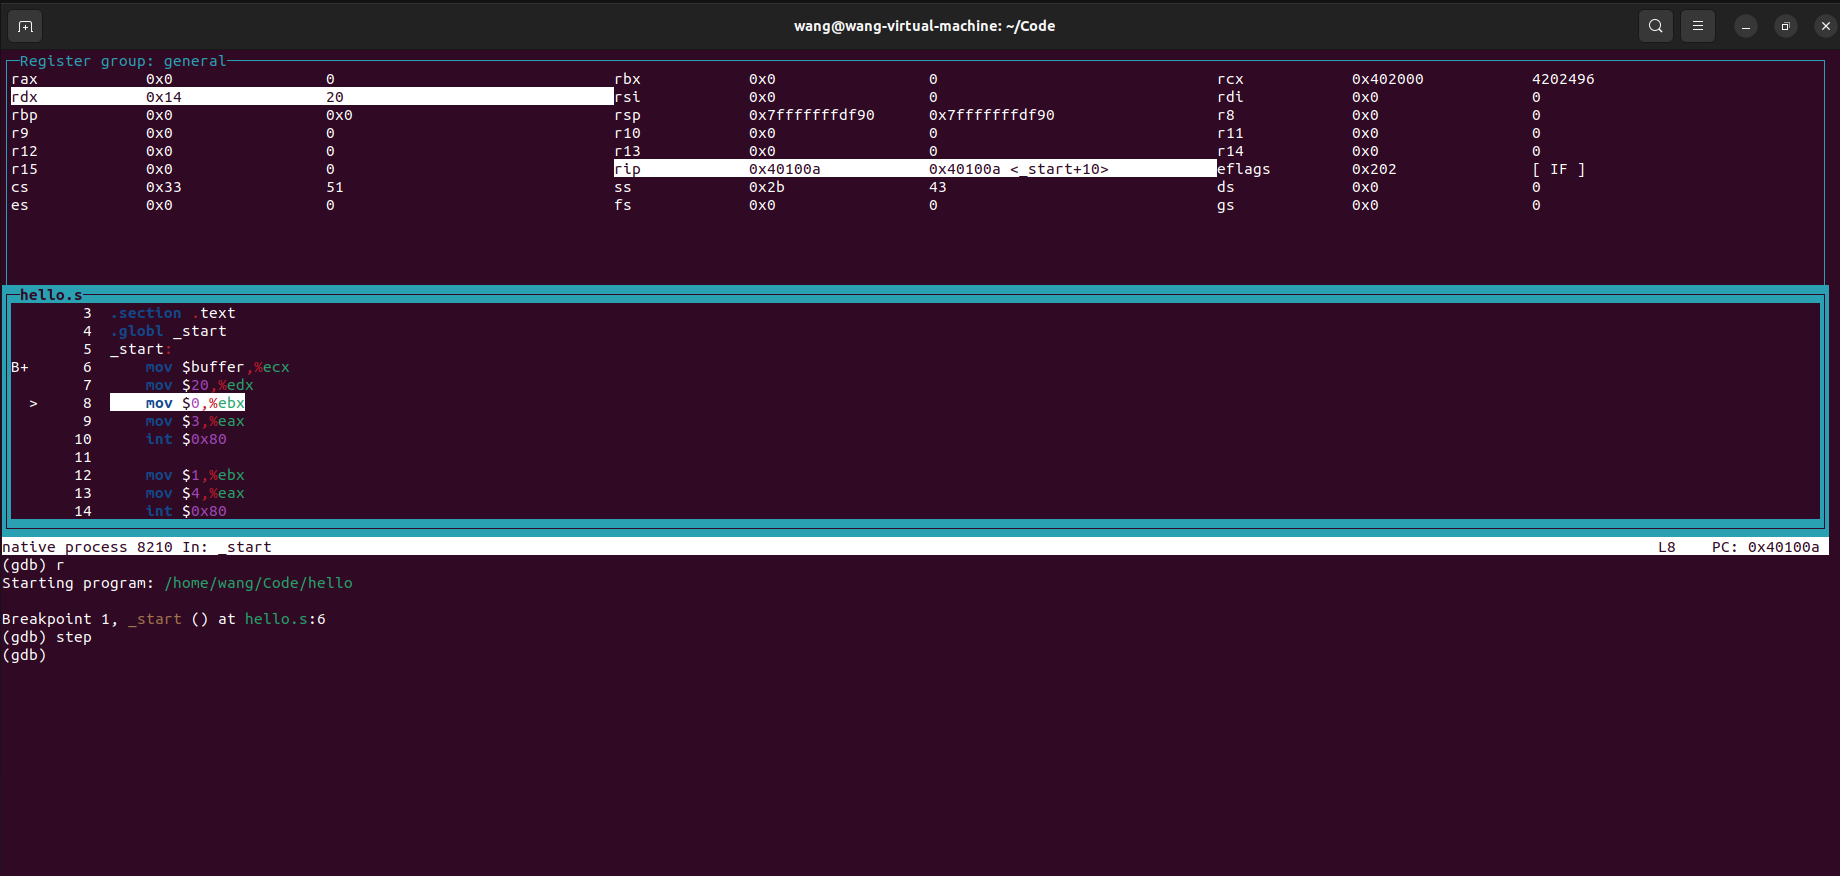 wang@wang-virtual-machine: ~/Code
Register group: general
rax 0x0 0 rbx 0x0 0 rcx 0x402000 4202496
rdx 0x14 20 rsi 0x0 0 rdi 0x0 0
rbp 0x0 0x0 rsp 0x7fffffffdf90 0x7fffffffdf90 r8 0x0 0
r9 0x0 0 r10 0x0 0 r11 0x0 0
r12 0x0 0 r13 0x0 0 r14 0x0 0
r15 0x0 0 rip 0x40100a 0x40100a <_start+10> eflags 0x202 [ IF ]
cs 0x33 51 ss 0x2b 43 ds 0x0 0
es 0x0 0 fs 0x0 0 gs 0x0 0
hello.s
3 .section .text
4 .globl _start
5 _start:
B+ 6 mov $buffer,%ecx
7 mov $20,%edx
> 8 mov $0,%ebx
9 mov $3,%eax
10 int $0x80
11
12 mov $1,%ebx
13 mov $4,%eax
14 int $0x80
native process 8210 In: _start L8 PC: 0x40100a
(gdb) r
Starting program: /home/wang/Code/hello
Breakpoint 1, _start () at hello.s:6
(gdb) step
(gdb)